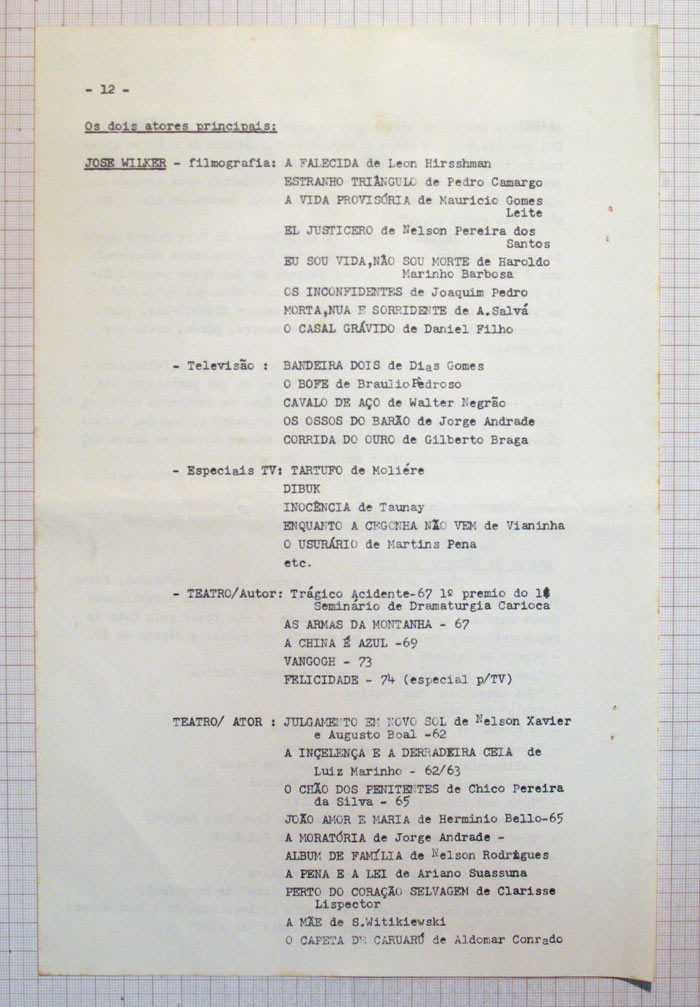 - 12 -
Os dois atores principais:
JOSE WILKER - filmografia: A FALECIDA de Leon Hirsshman
ESTRANHO TRIÂNGULO de Pedro Camargo
A VIDA PROVISÓRIA de Mauricio Gomes
Leite
EL JUSTICERO de Nelson Pereira dos
Santos
EU SOU VIDA,NÃO SOU MORTE de Haroldo
Marinho Barbosa
OS INCONFIDENTES de Joaquim Pedro
MORTA,NUA E SORRIDENTE de A.Salvá
O CASAL GRÁVIDO de Daniel Filho
- Televisão : BANDEIRA DOIS de Dias Gomes
O BOFE de Braulio Pedroso
CAVALO DE AÇO de Walter Negrão
OS OSSOS DO BARÃO de Jorge Andrade
CORRIDA DO OURO de Gilberto Braga
- Especiais TV: TARTUFO de Moliére
DIBUK
INOCÊNCIA de Taunay
ENQUANTO A CEGONHA NÃO VEM de Vianinha
O USURÁRIO de Martins Pena
etc.
- TEATRO/Autor: Trágico Acidente-67 1º premio do 1º
Seminário de Dramaturgia Carioca
AS ARMAS DA MONTANHA - 67
A CHINA É AZUL -69
VANGOGH - 73
FELICIDADE - 74 (especial p/TV)
TEATRO/ ATOR : JULGAMENTO EM NOVO SOL de Nelson Xavier
e Augusto Boal -62
A INÇELENÇA E A DERRADEIRA CEIA de
Luiz Marinho - 62/63
O CHÃO DOS PENITENTES de Chico Pereira
da Silva - 65
JOÃO AMOR E MARIA de Herminio Bello-65
A MORATÓRIA de Jorge Andrade -
ALBUM DE FAMÍLIA de Nelson Rodrigues
A PENA E A LEI de Ariano Suassuna
PERTO DO CORAÇÃO SELVAGEM de Clarisse
Lispector
A MÃE de S.Witikiewski
O CAPETA DE CARUARÚ de Aldomar Conrado